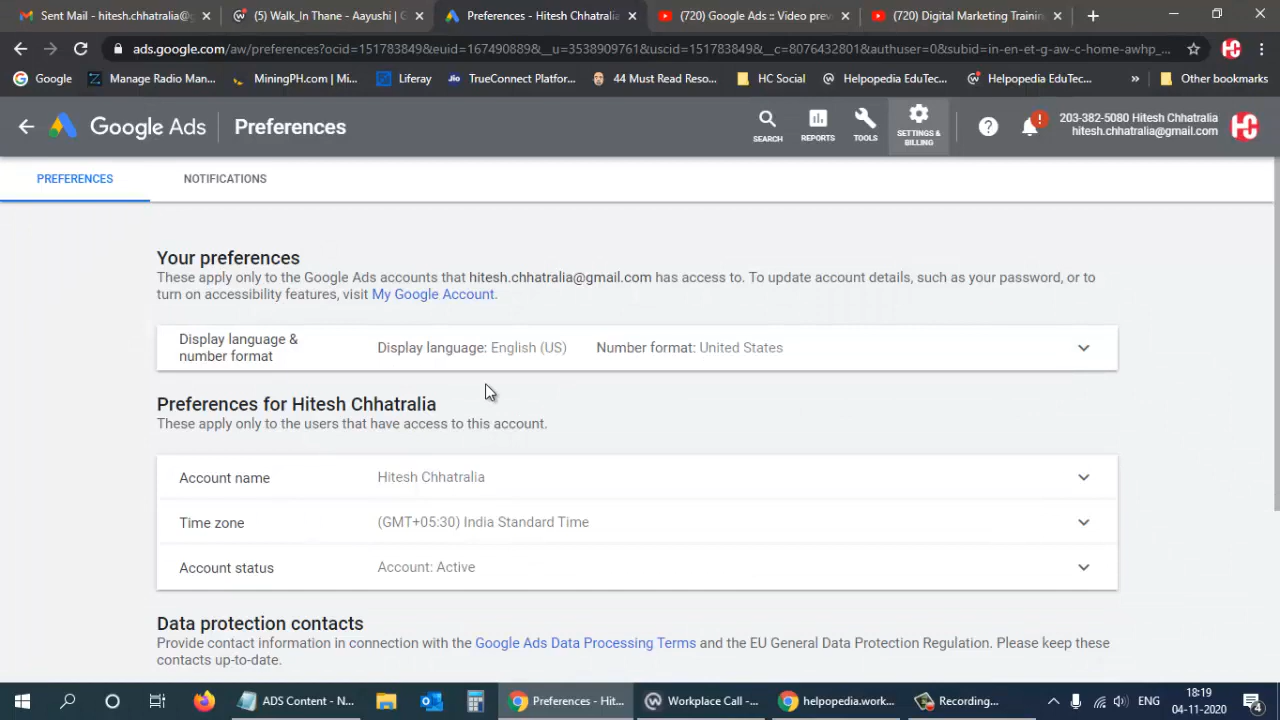 Sent Mail - hitesh.chhatralia@g
(5) Walk_In Thane - Aayushi | G
Preferences - Hitesh Chhatralia
(720) Google Ads :: Video prev
(720) Digital Marketing Training
ads.google.com/aw/preferences?ocid=151783849&euid=167490889&__u=3538909761&uscid=151783849&__c=8076432801&authuser=0&subid=in-en-et-g-aw-c-home-awhp_...
Google
Manage Radio Man...
MiningPH.com | Mi...
Liferay
TrueConnect Platfor...
44 Must Read Reso...
HC Social
Helpopedia EduTec...
Helpopedia EduTec...
Other bookmarks
Google Ads
Preferences
SEARCH
REPORTS
TOOLS
SETTINGS & BILLING
203-382-5080 Hitesh Chhatralia
hitesh.chhatralia@gmail.com
PREFERENCES
NOTIFICATIONS
Your preferences
These apply only to the Google Ads accounts that hitesh.chhatralia@gmail.com has access to. To update account details, such as your password, or to
turn on accessibility features, visit My Google Account.
Display language &
number format
Display language: English (US)
Number format: United States
Preferences for Hitesh Chhatralia
These apply only to the users that have access to this account.
Account name
Hitesh Chhatralia
Time zone
(GMT+05:30) India Standard Time
Account status
Account: Active
Data protection contacts
Provide contact information in connection with the Google Ads Data Processing Terms and the EU General Data Protection Regulation. Please keep these
contacts up-to-date.
ADS Content - N...
Preferences - Hit...
Workplace Call -...
helpopedia.work...
Recording...
ENG
18:19
04-11-2020
4